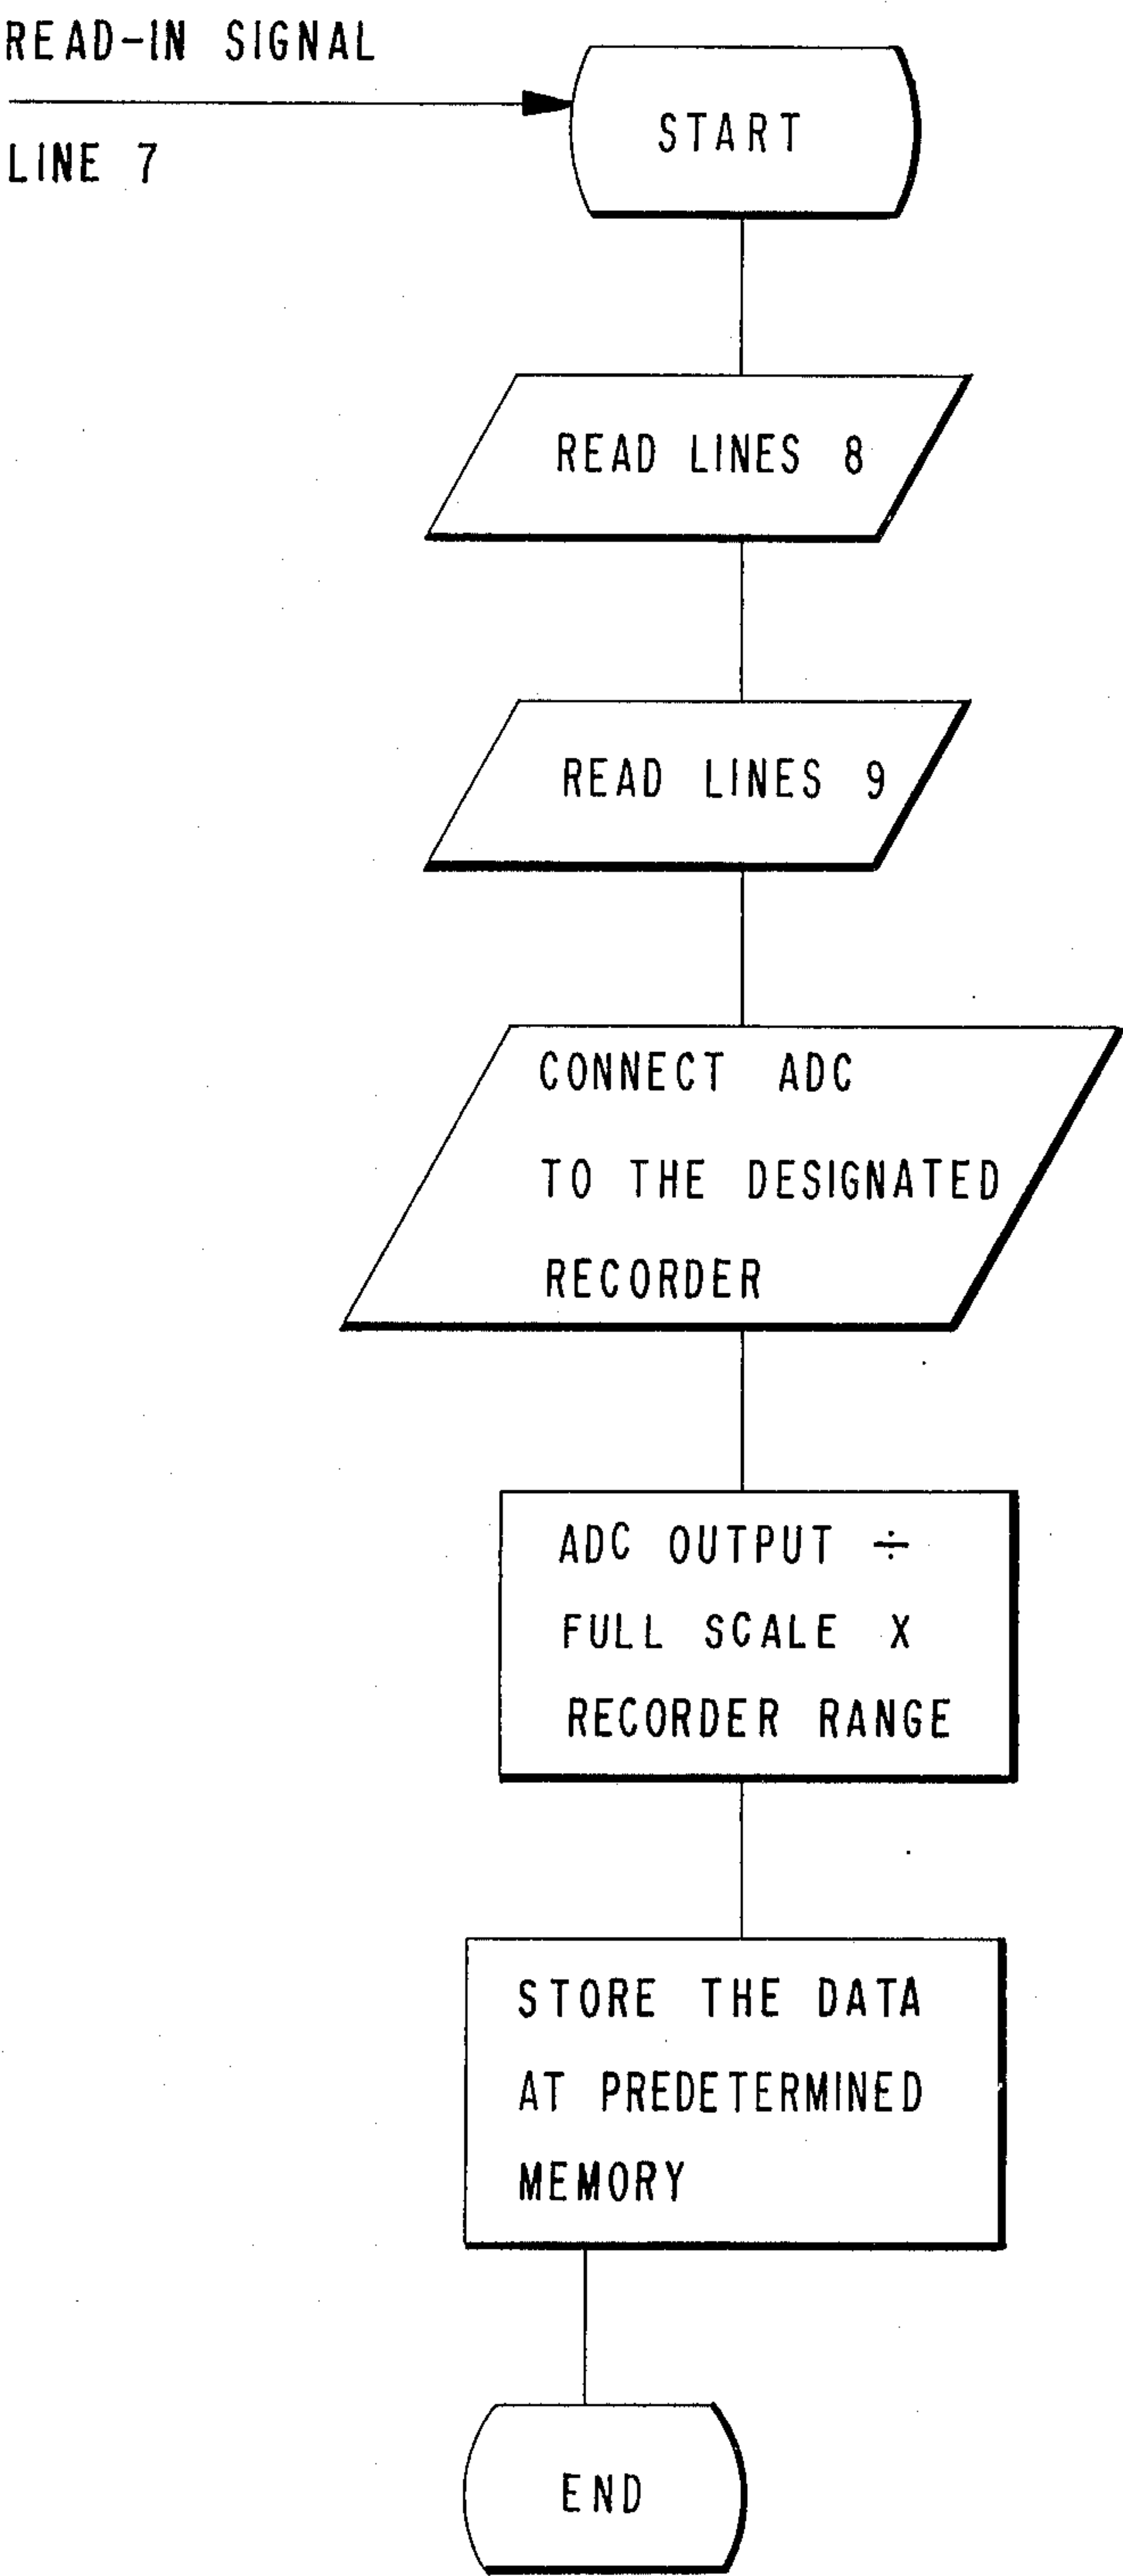 READ-IN SIGNAL
LINE 7
START
READ LINES 8
READ LINES 9
CONNECT ADC
TO THE DESIGNATED
RECORDER
ADC OUTPUT ÷
FULL SCALE X
RECORDER RANGE
STORE THE DATA
AT PREDETERMINED
MEMORY
END